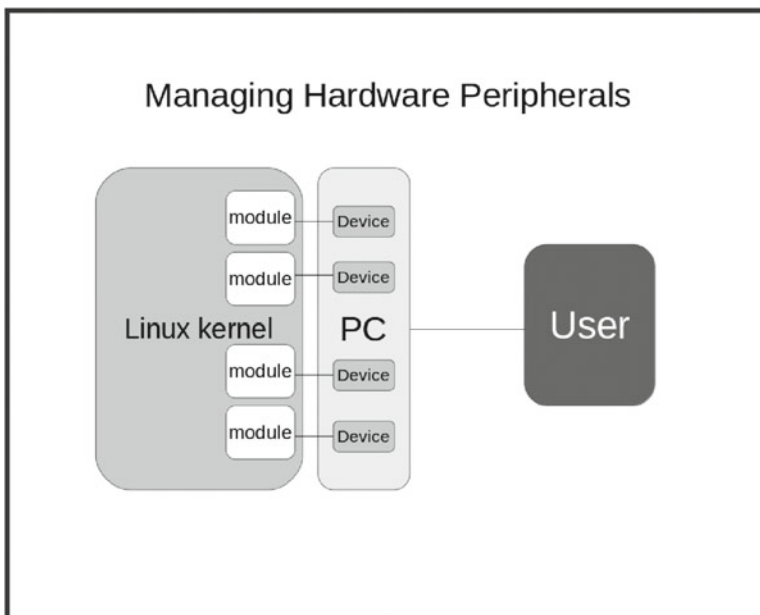 Managing Hardware Peripherals
module
Device
module
Device
Linux kernel
PC
User
module
Device
module
Device